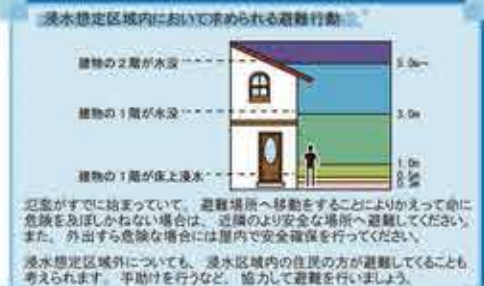 浸水想定区域内において求められる避難行動
建物の2階が水没
5.0m~
建物の1階が水没
3.0m
1.0m
0.5m
建物の1階が床上浸水
氾濫がすでに始まっていて、避難場所へ移動をすることによりかえって命に
危険を及ぼしかねない場合は、近隣のより安全な場所へ避難してください。
また、外出すら危険な場合には屋内で安全確保を行ってください。
浸水想定区域外についても、浸水区域内の住民の方が避難してくることも
考えられます。手助けを行うなど、協力して避難を行いましょう。